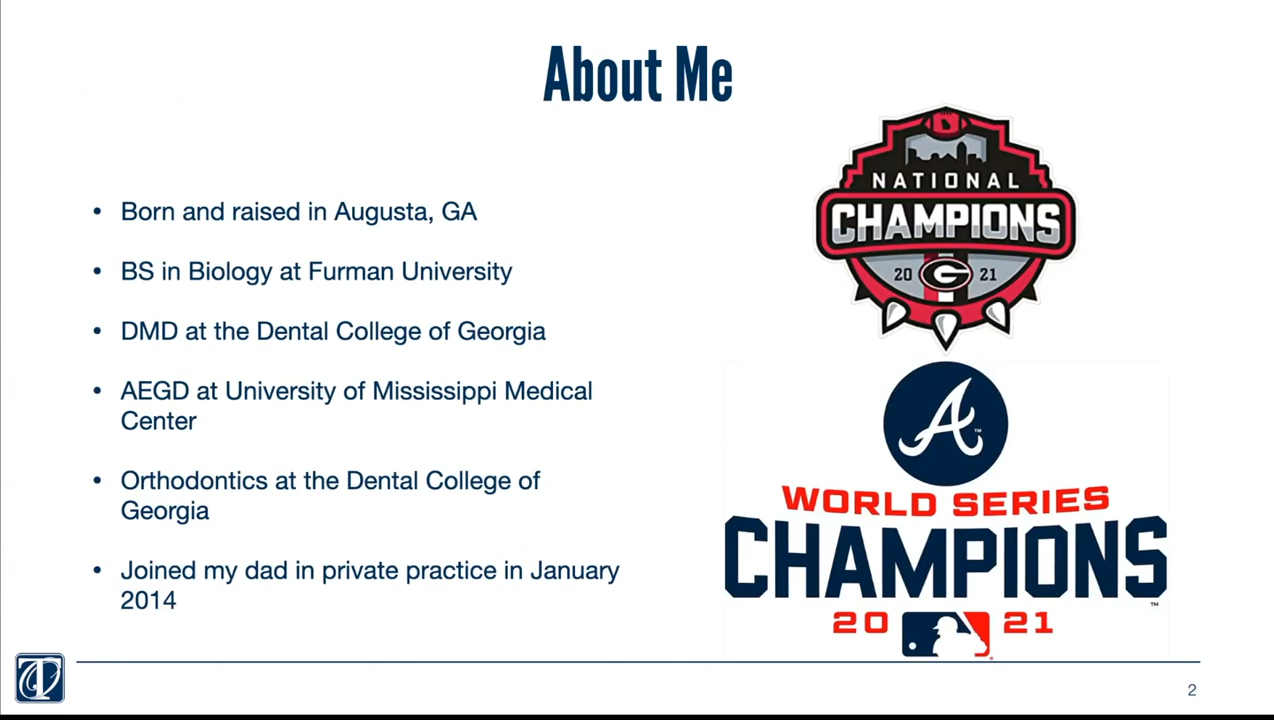 About Me
• Born and raised in Augusta, GA
• BS in Biology at Furman University
• DMD at the Dental College of Georgia
• AEGD at University of Mississippi Medical
Center
• Orthodontics at the Dental College of
Georgia
• Joined my dad in private practice in January
2014
NATIONAL
CHAMPIONS
20 G 21
A™
WORLD SERIES
CHAMPIONS™
20 21
T
2